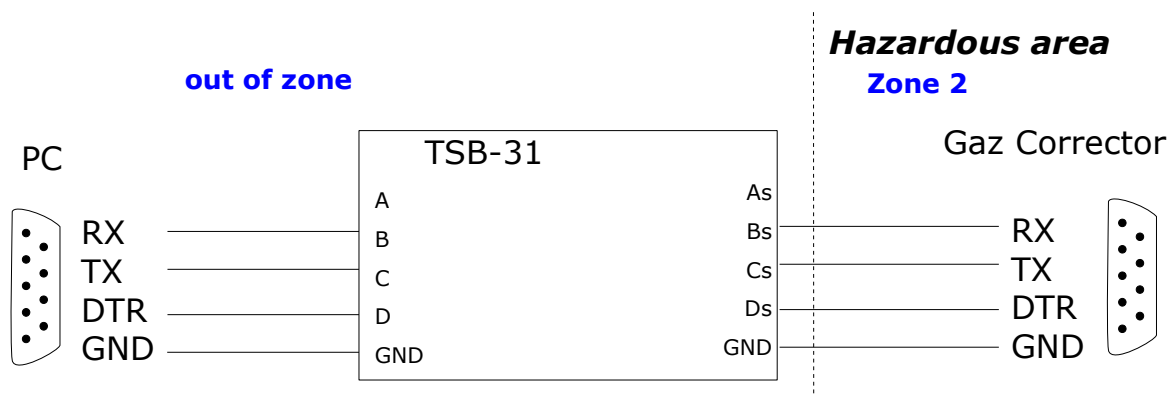 Hazardous area
out of zone
Zone 2
PC
TSB-31
Gaz Corrector
A
As
RX
B
Bs
RX
TX
C
Cs
TX
DTR
D
Ds
DTR
GND
GND
GND
GND